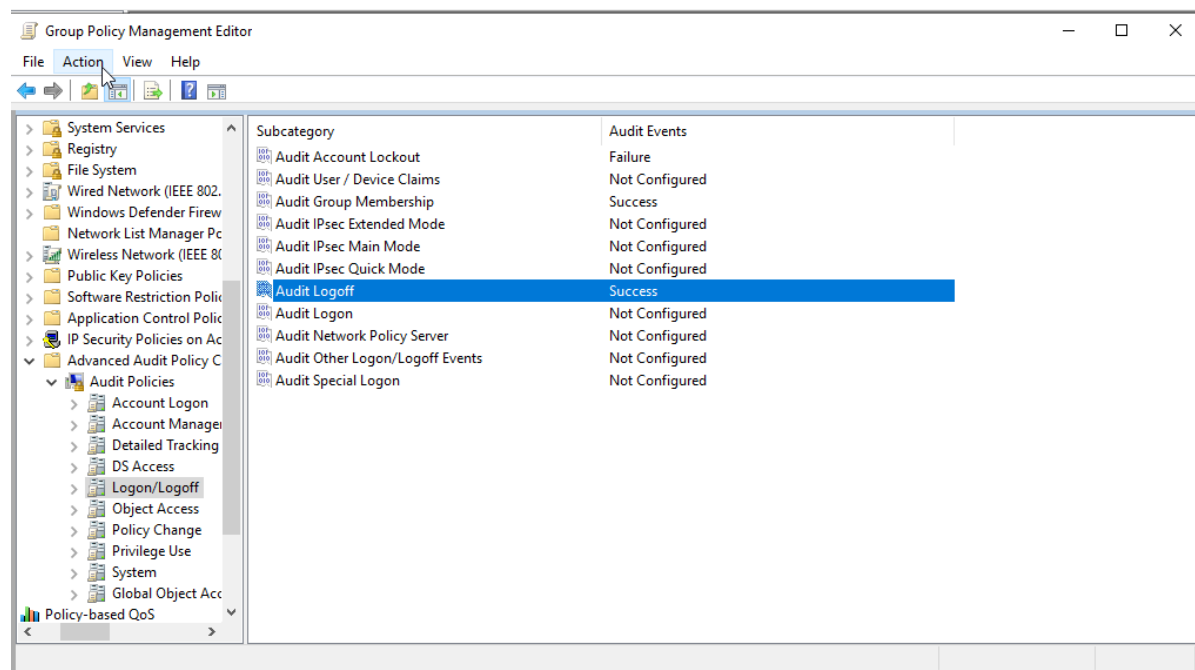 Group Policy Management Editor
File Action View Help
System Services
Registry
File System
Wired Network (IEEE 802.
Windows Defender Firew
Network List Manager Pc
Wireless Network (IEEE 80
Public Key Policies
Software Restriction Polic
Application Control Polic
IP Security Policies on Ac
Advanced Audit Policy C
Audit Policies
Account Logon
Account Manager
Detailed Tracking
DS Access
Logon/Logoff
Object Access
Policy Change
Privilege Use
System
Global Object Acc
Policy-based QoS
Subcategory Audit Events
Audit Account Lockout Failure
Audit User / Device Claims Not Configured
Audit Group Membership Success
Audit IPsec Extended Mode Not Configured
Audit IPsec Main Mode Not Configured
Audit IPsec Quick Mode Not Configured
Audit Logoff Success
Audit Logon Not Configured
Audit Network Policy Server Not Configured
Audit Other Logon/Logoff Events Not Configured
Audit Special Logon Not Configured